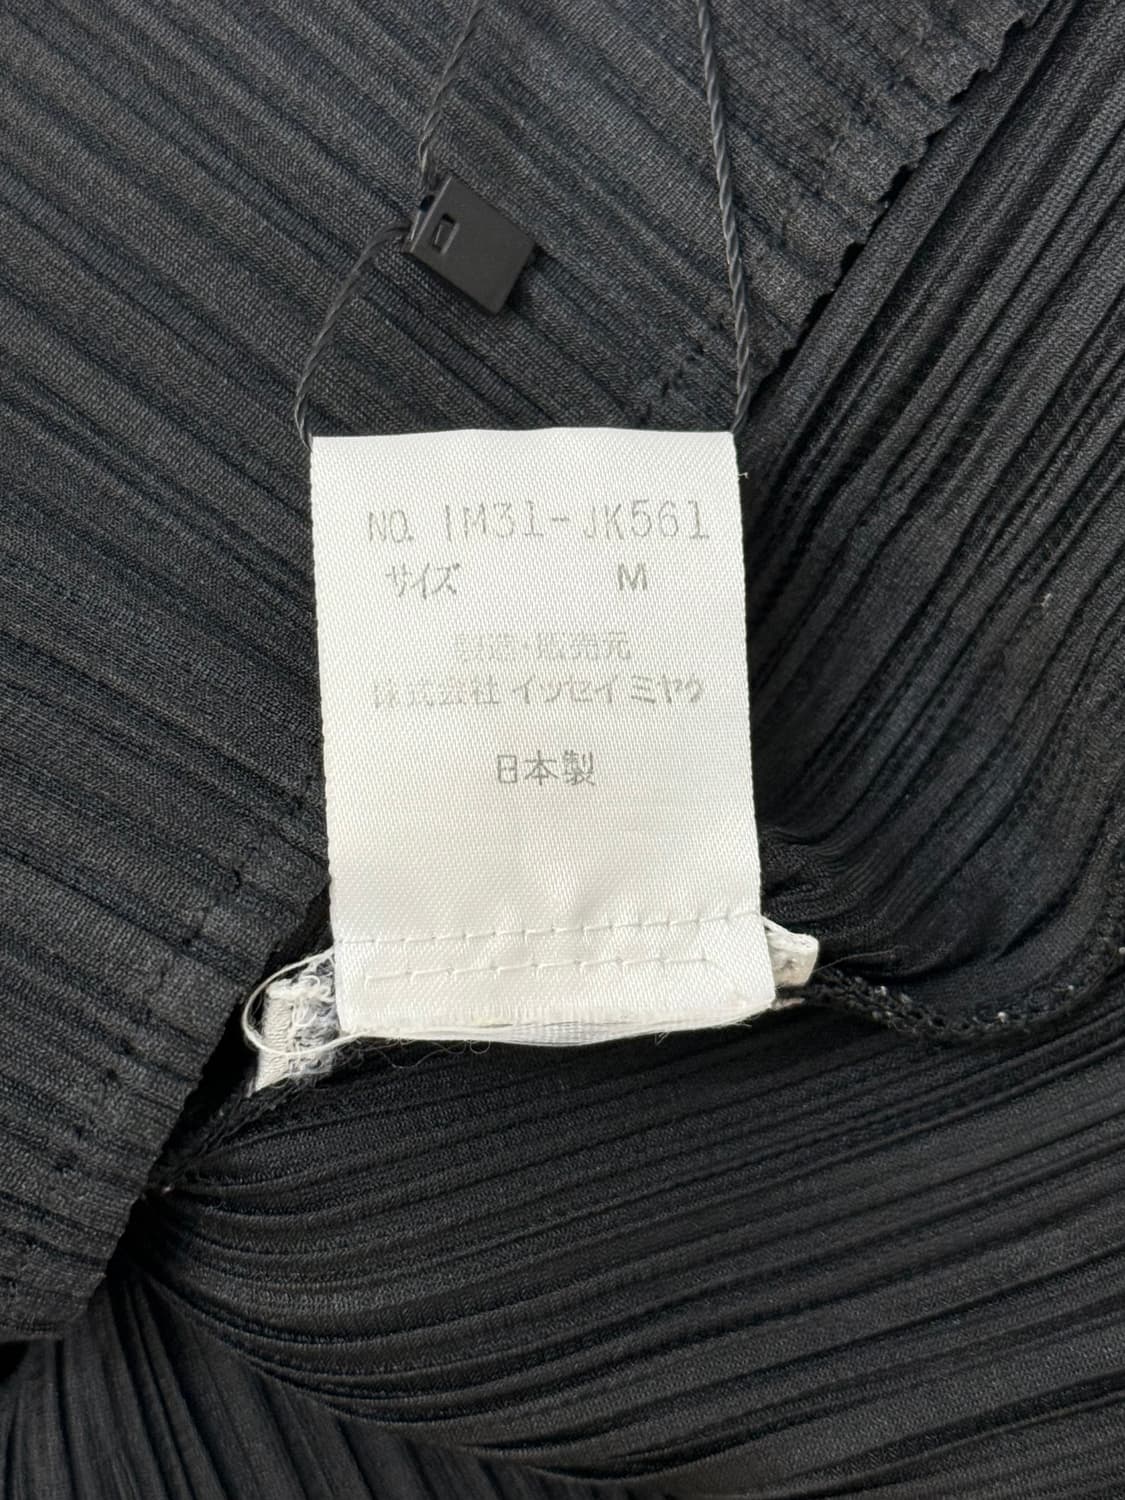 NO. IM31-JK561
サイズ M
製造・販売元
株式会社 イッセイ ミヤケ
日本製